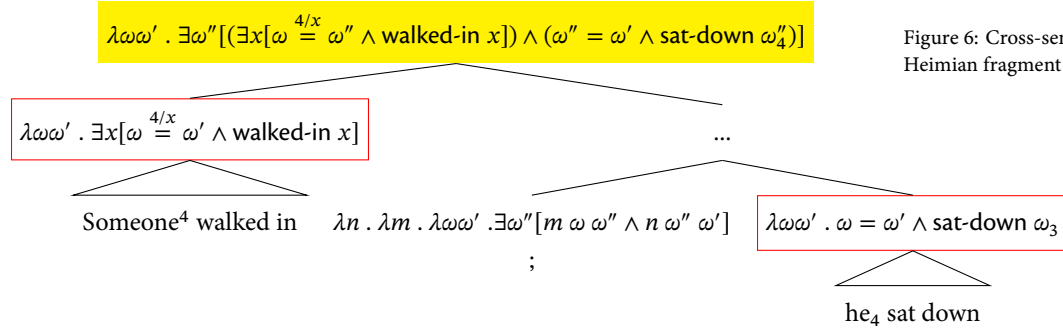 λωω′ . ∃ω″[(∃x[ω 4/x = ω″ ∧ walked-in x]) ∧ (ω″ = ω′ ∧ sat-down ω″₄)]
Figure 6: Cross-sen
Heimian fragment
λωω′ . ∃x[ω 4/x = ω′ ∧ walked-in x]
...
Someone⁴ walked in
λn . λm . λωω′ .∃ω″[m ω ω″ ∧ n ω″ ω′]
λωω′ . ω = ω′ ∧ sat-down ω₃
;
he₄ sat down